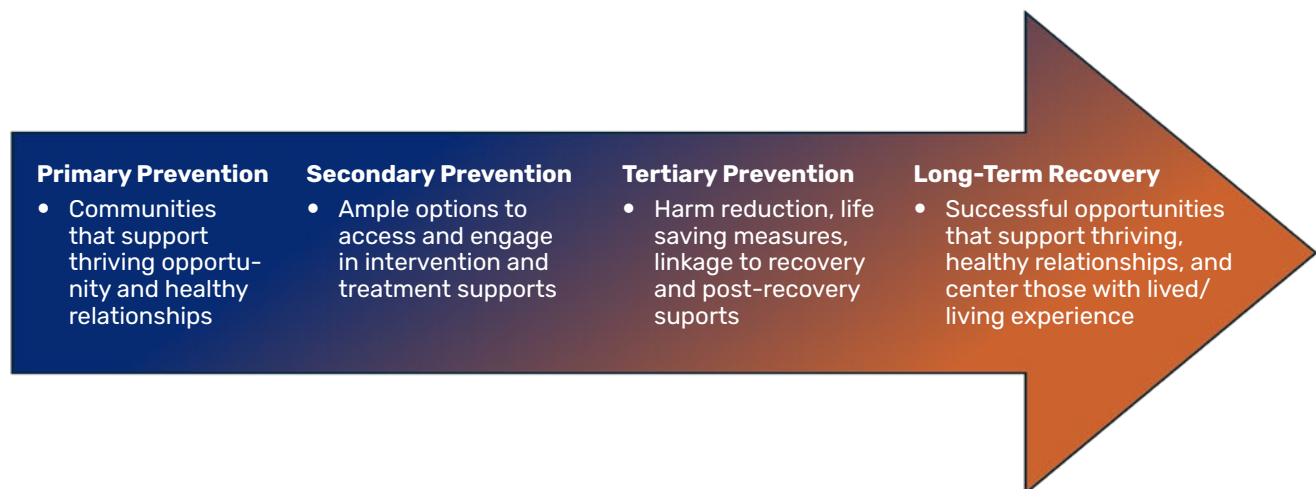 Primary Prevention
• Communities
that support
thriving opportu-
nity and healthy
relationships
Secondary Prevention
• Ample options to
access and engage
in intervention and
treatment supports
Tertiary Prevention
• Harm reduction, life
saving measures,
linkage to recovery
and post-recovery
suports
Long-Term Recovery
• Successful opportunities
that support thriving,
healthy relationships, and
center those with lived/
living experience